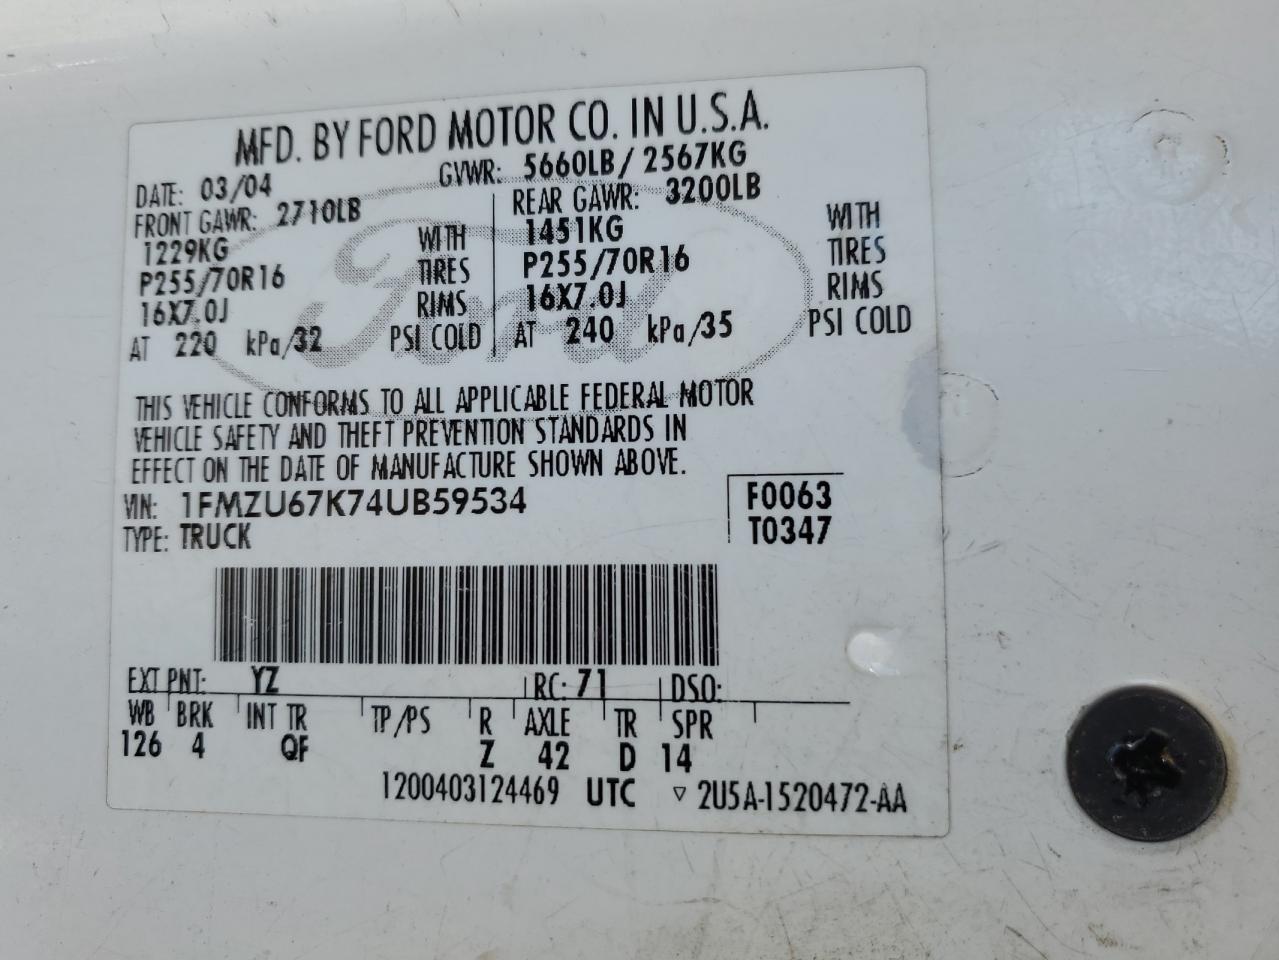 MFD. BY FORD MOTOR CO. IN U.S.A.
DATE: 03/04 GVWR: 5660LB / 2567KG
FRONT GAWR: 2710LB REAR GAWR: 3200LB
1229KG WITH 1451KG WITH
P255/70R16 TIRES P255/70R16 TIRES
16X7.0J RIMS 16X7.0J RIMS
AT 220 kPa/32 PSI COLD AT 240 kPa/35 PSI COLD
Ford
THIS VEHICLE CONFORMS TO ALL APPLICABLE FEDERAL MOTOR
VEHICLE SAFETY AND THEFT PREVENTION STANDARDS IN
EFFECT ON THE DATE OF MANUFACTURE SHOWN ABOVE.
VIN: 1FMZU67K74UB59534 F0063
TYPE: TRUCK T0347
EXT PNT: YZ RC: 71 DSO:
WB BRK INT TR TP/PS R AXLE TR SPR
126 4 QF Z 42 D 14
1200403124469 UTC ▽ 2U5A-1520472-AA